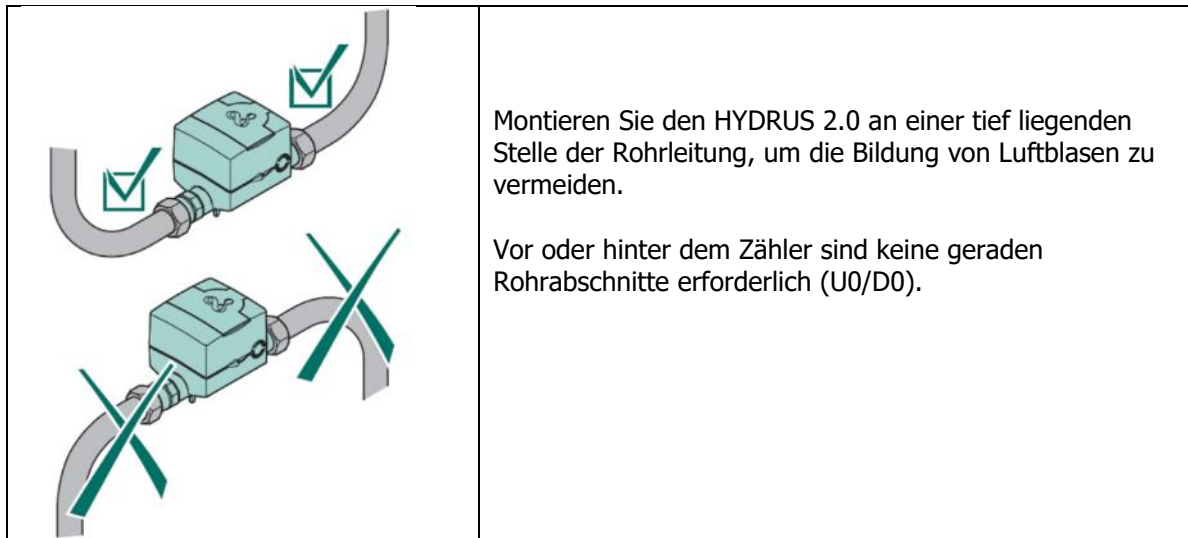 Montieren Sie den HYDRUS 2.0 an einer tief liegenden
Stelle der Rohrleitung, um die Bildung von Luftblasen zu
vermeiden.
Vor oder hinter dem Zähler sind keine geraden
Rohrabschnitte erforderlich (U0/D0).